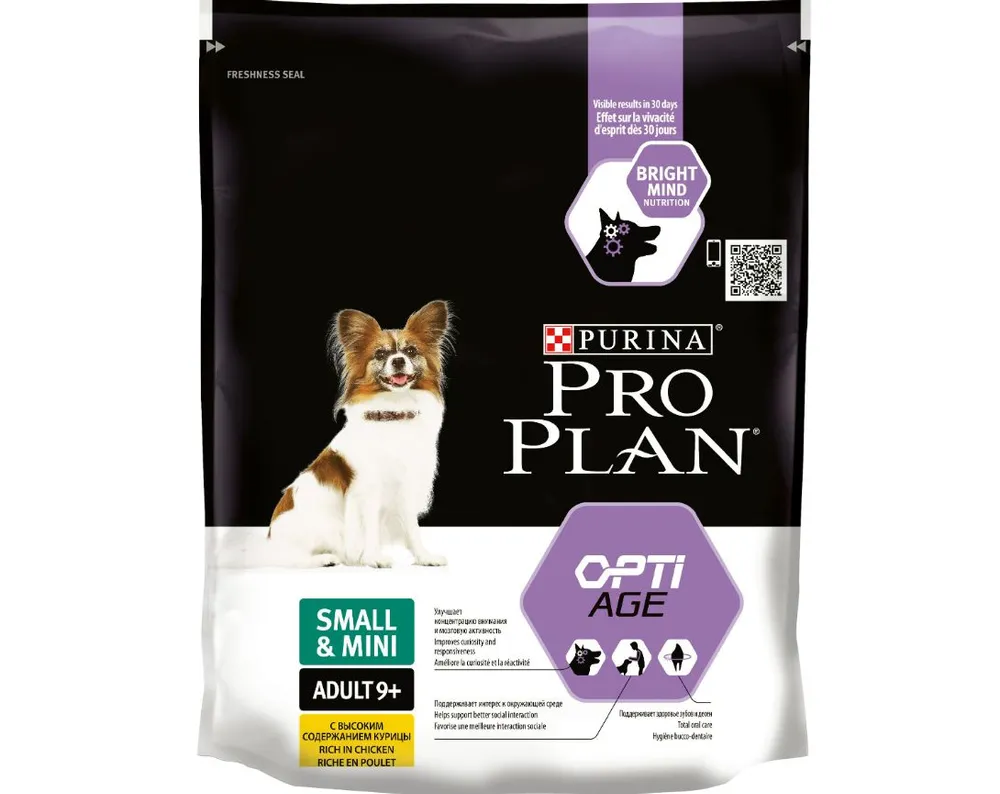 FRESHNESS SEAL
Visible results in 30 days
Effet sur la vivacité
d'esprit dès 30 jours
BRIGHT
MIND
NUTRITION
PURINA®
PRO
PLAN®
OPTI
AGE
SMALL
& MINI
ADULT 9+
С ВЫСОКИМ
СОДЕРЖАНИЕМ КУРИЦЫ
RICH IN CHICKEN
RICHE EN POULET
Улучшает
концентрацию внимания
и мозговую активность
Improves curiosity and
responsiveness
Améliore la curiosité et la réactivité
Поддерживает интерес к окружающей среде
Helps support better social interaction
Favorise une meilleure interaction sociale
Поддерживает здоровье зубов и десен
Total oral care
Hygiène bucco-dentaire